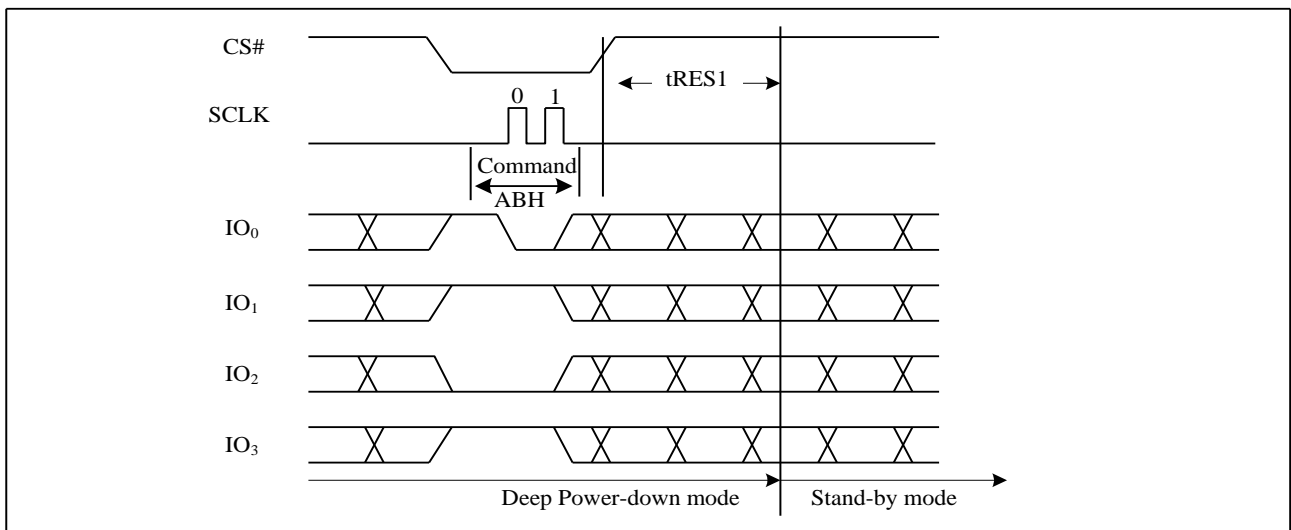 CS#
tRES1
0 1
SCLK
Command
ABH
IO₀
IO₁
IO₂
IO₃
Deep Power-down mode Stand-by mode